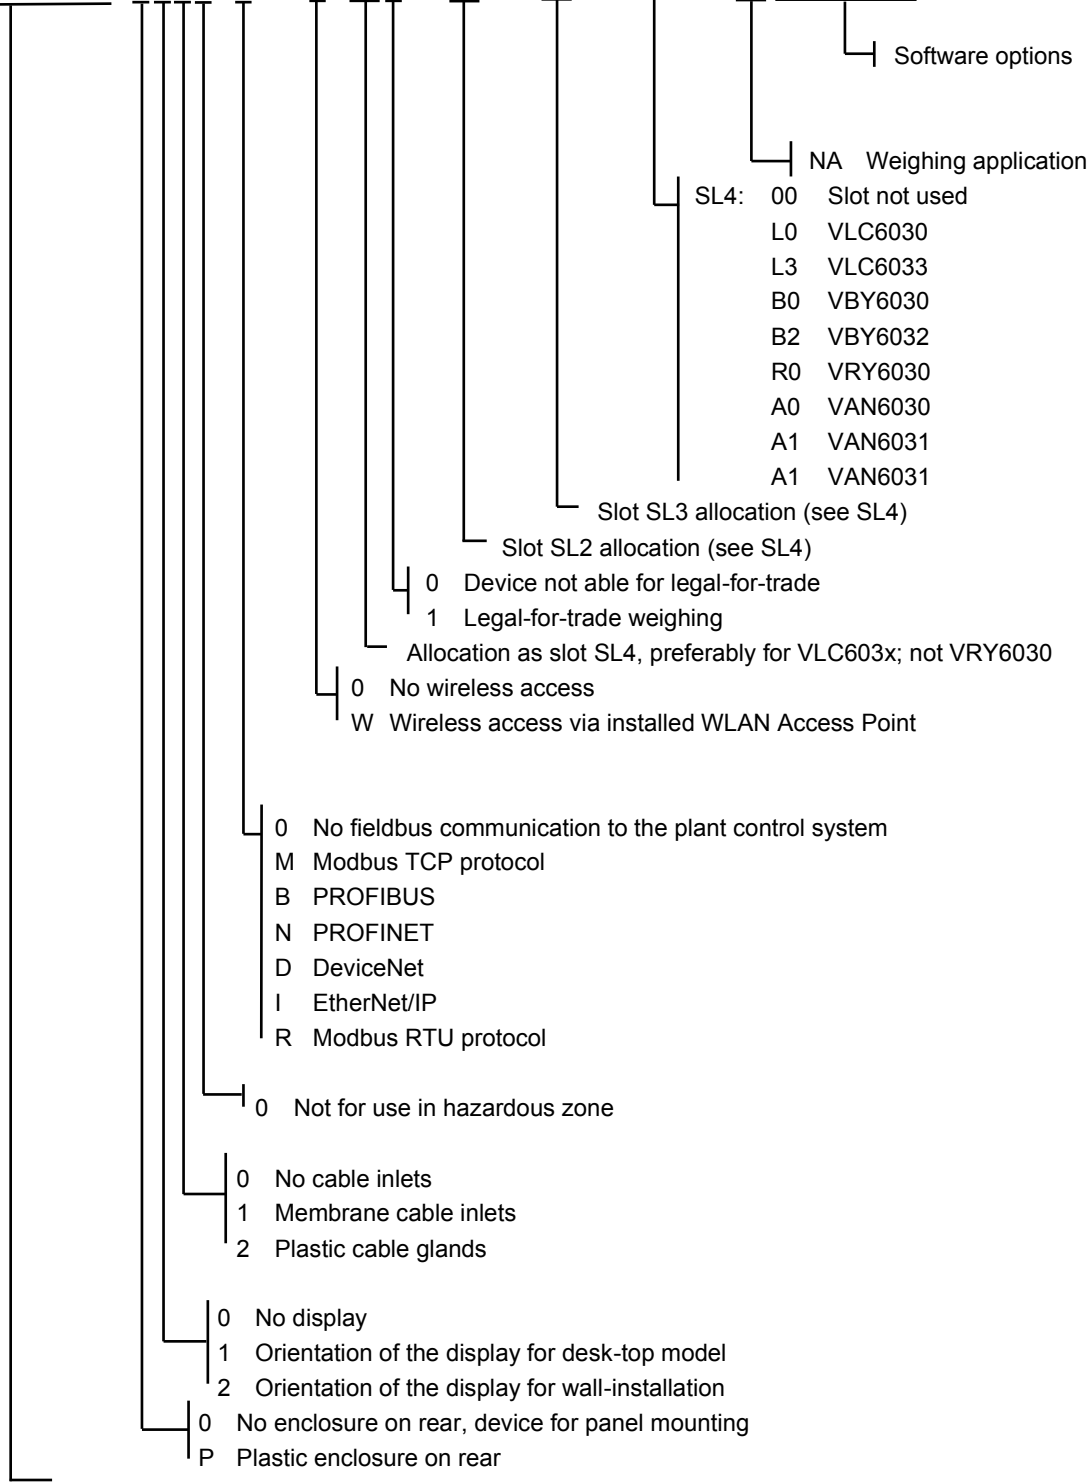 Software options
NA Weighing application
SL4: 00 Slot not used
L0 VLC6030
L3 VLC6033
B0 VBY6030
B2 VBY6032
R0 VRY6030
A0 VAN6030
A1 VAN6031
A1 VAN6031
Slot SL3 allocation (see SL4)
Slot SL2 allocation (see SL4)
0 Device not able for legal-for-trade
1 Legal-for-trade weighing
Allocation as slot SL4, preferably for VLC603x; not VRY6030
0 No wireless access
W Wireless access via installed WLAN Access Point
0 No fieldbus communication to the plant control system
M Modbus TCP protocol
B PROFIBUS
N PROFINET
D DeviceNet
I EtherNet/IP
R Modbus RTU protocol
0 Not for use in hazardous zone
0 No cable inlets
1 Membrane cable inlets
2 Plastic cable glands
0 No display
1 Orientation of the display for desk-top model
2 Orientation of the display for wall-installation
0 No enclosure on rear, device for panel mounting
P Plastic enclosure on rear